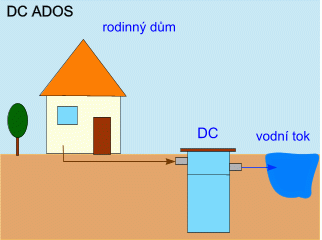 DC ADOS
rodinný dům
DC
vodní tok